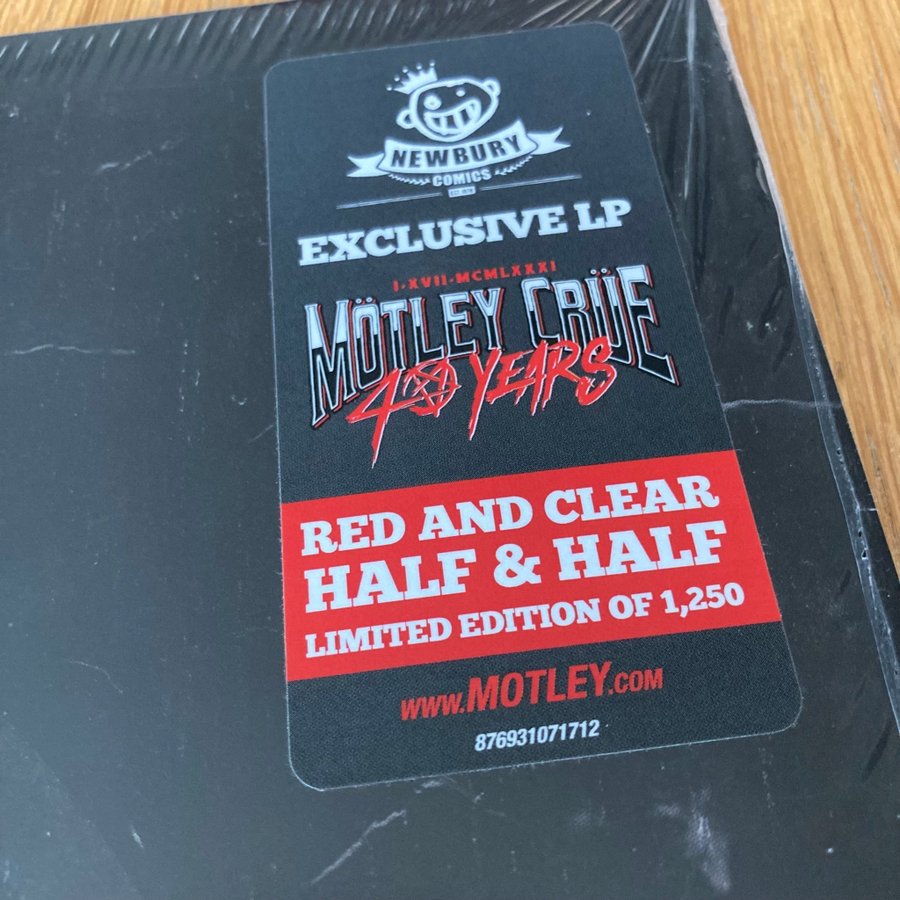 NEWBURY
COMICS
EST. 1978
EXCLUSIVE LP
I·XVII·MCMLXXXI
MÖTLEY CRÜE
40 YEARS
RED AND CLEAR
HALF & HALF
LIMITED EDITION OF 1,250
www.MOTLEY.com
876931071712